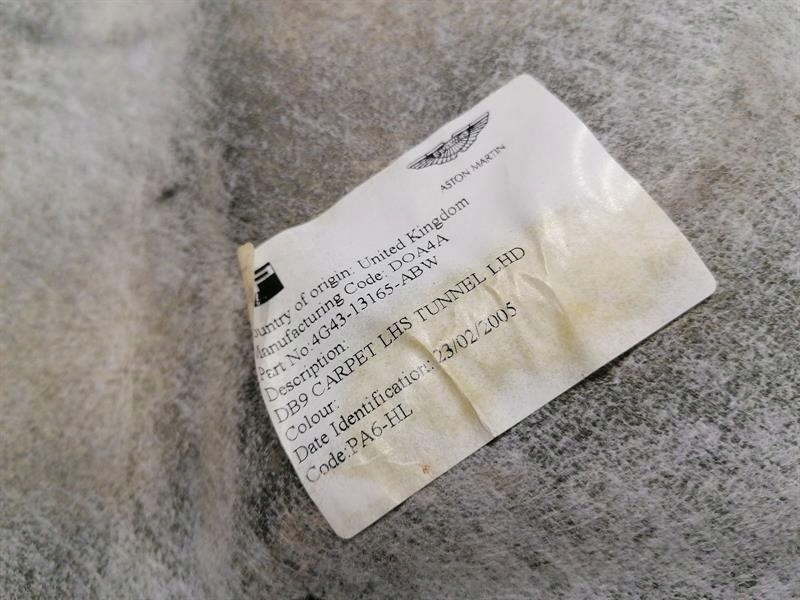 ASTON MARTIN
ountry of origin: United Kingdom
Manufacturing Code: DOA4A
Part No:4G43-13165-ABW
Description:
DB9 CARPET LHS TUNNEL LHD
Colour:
Date Identification: 23/02/2005
Code:PA6-HL